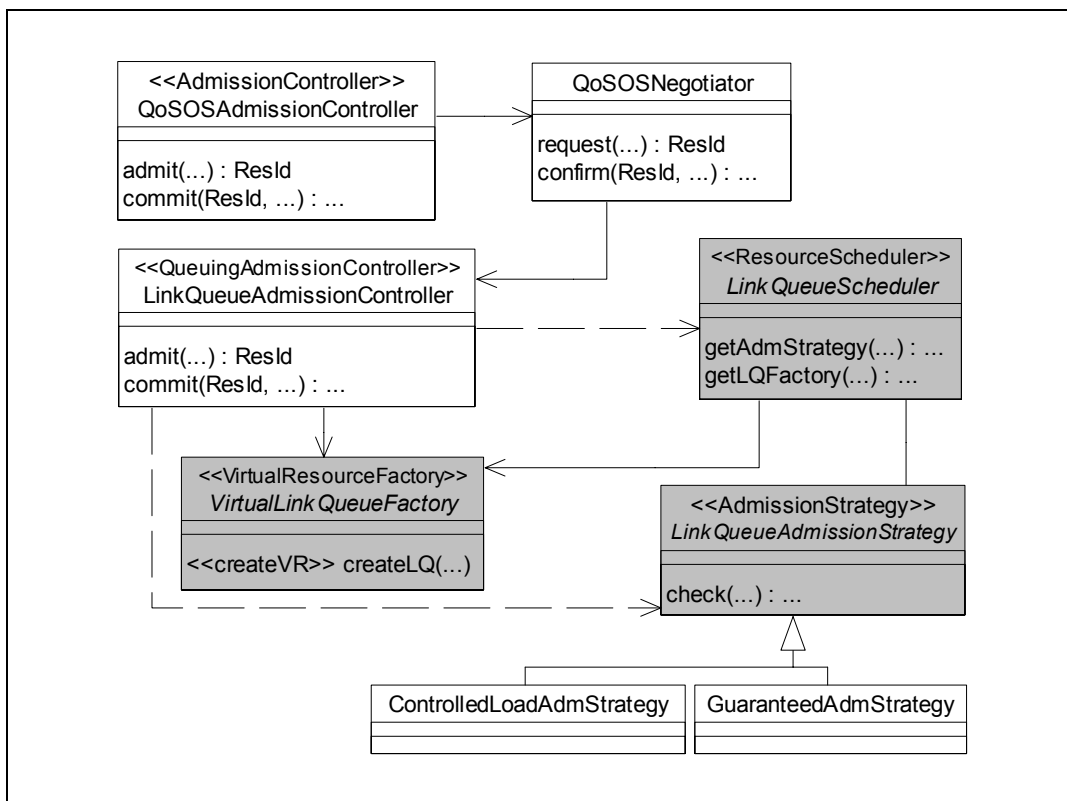 <<AdmissionController>>
QoSOSAdmissionController
admit(...) : ResId
commit(ResId, ...) : ...
QoSOSNegotiator
request(...) : ResId
confirm(ResId, ...) : ...
<<QueuingAdmissionController>>
LinkQueueAdmissionController
admit(...) : ResId
commit(ResId, ...) : ...
<<ResourceScheduler>>
LinkQueueScheduler
getAdmStrategy(...) : ...
getLQFactory(...) : ...
<<VirtualResourceFactory>>
VirtualLinkQueueFactory
<<createVR>> createLQ(...)
<<AdmissionStrategy>>
LinkQueueAdmissionStrategy
check(...) : ...
ControlledLoadAdmStrategy
GuaranteedAdmStrategy